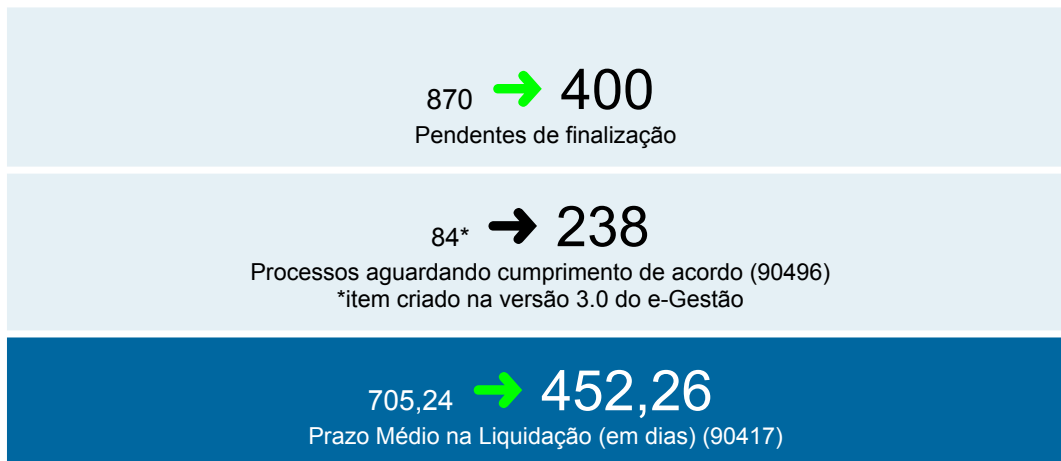 870 ➔ 400
Pendentes de finalização
84* ➔ 238
Processos aguardando cumprimento de acordo (90496)
*item criado na versão 3.0 do e-Gestão
705,24 ➔ 452,26
Prazo Médio na Liquidação (em dias) (90417)